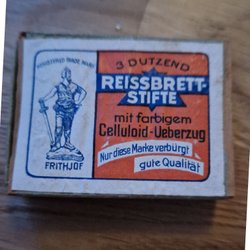 REGISTERED TRADE MARK
FRITHJOF
3 DUTZEND
REISSBRETT-
STIFTE
mit farbigem
Celluloid-Ueberzug
Nur diese Marke verbürgt
gute Qualität